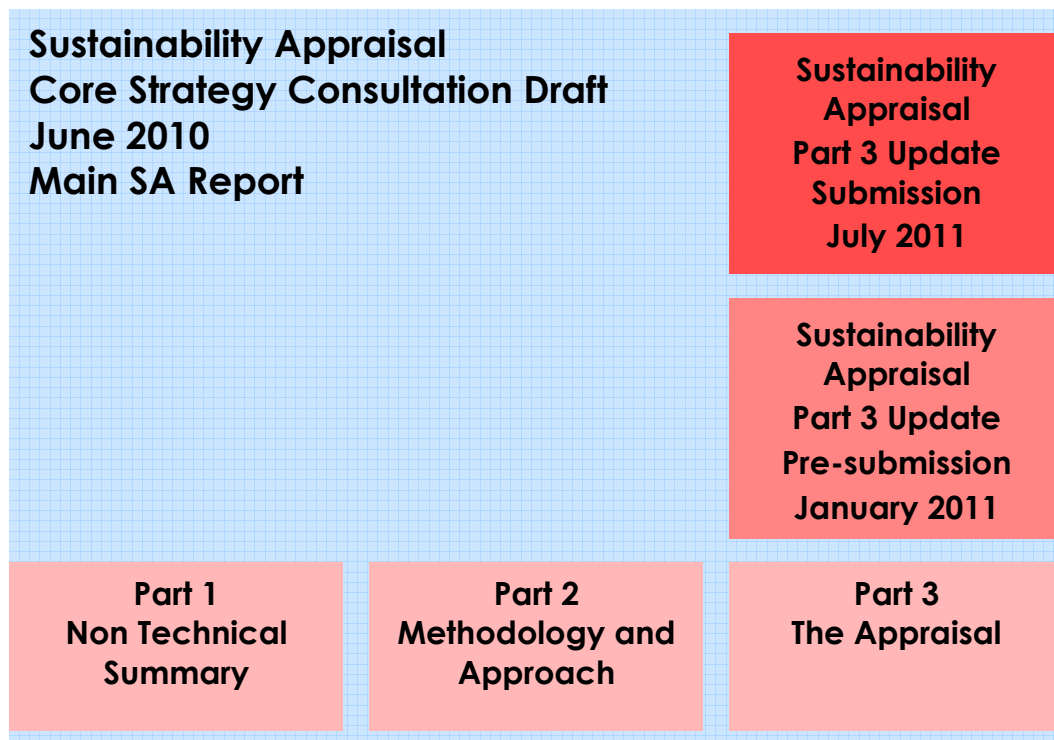 Sustainability Appraisal
Core Strategy Consultation Draft
June 2010
Main SA Report
Sustainability
Appraisal
Part 3 Update
Submission
July 2011
Sustainability
Appraisal
Part 3 Update
Pre-submission
January 2011
Part 1
Non Technical
Summary
Part 2
Methodology and
Approach
Part 3
The Appraisal